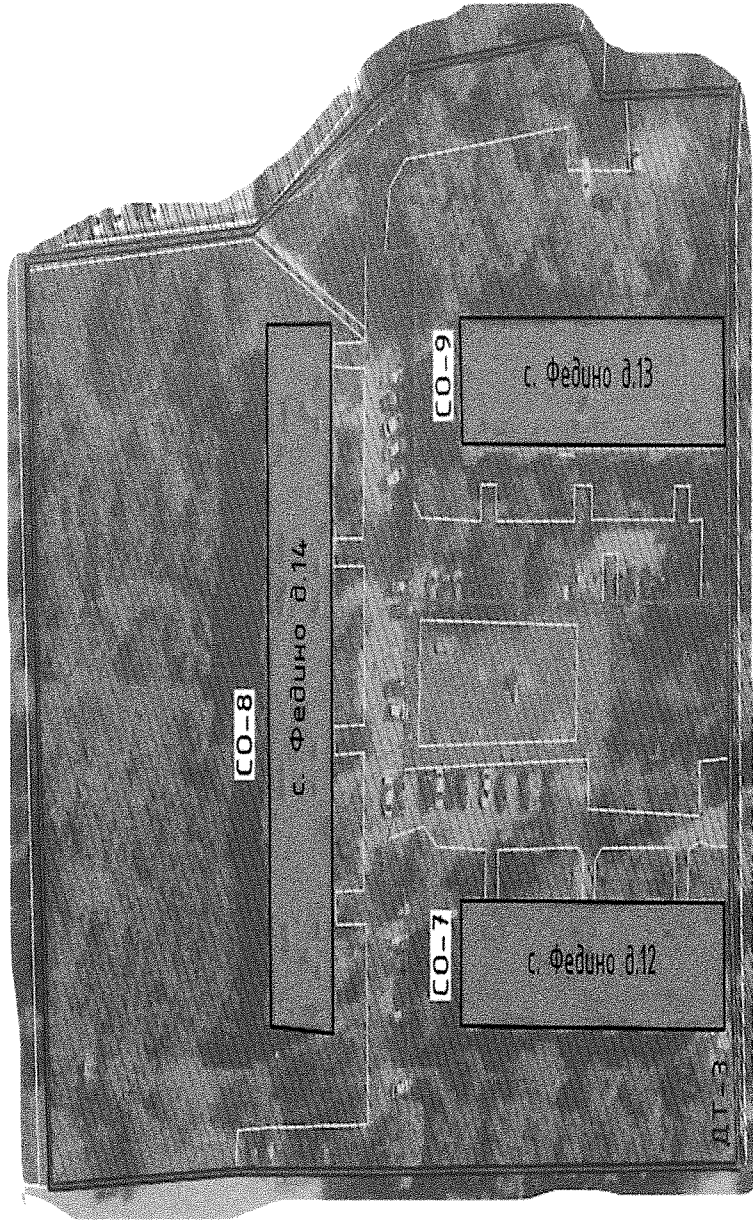 СО-8
с. Федино д.14
СО-9
с. Федино д.13
СО-7
с. Федино д.12
ДТ-3